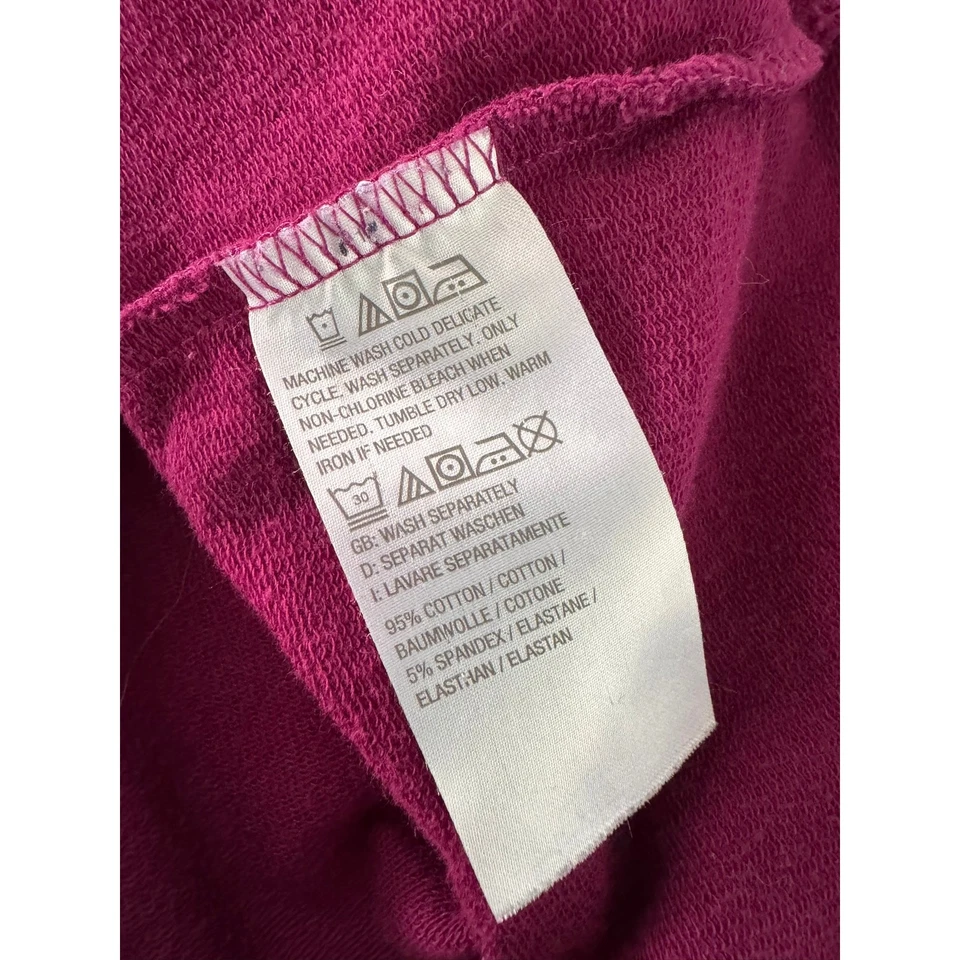 MACHINE WASH COLD DELICATE
CYCLE. WASH SEPARATELY. ONLY
NON-CHLORINE BLEACH WHEN
NEEDED. TUMBLE DRY LOW. WARM
IRON IF NEEDED
30
GB: WASH SEPARATELY
D: SEPARAT WASCHEN
I: LAVARE SEPARATAMENTE
95% COTTON / COTTON /
BAUMWOLLE / COTONE
5% SPANDEX / ELASTANE /
ELASTHAN / ELASTAN